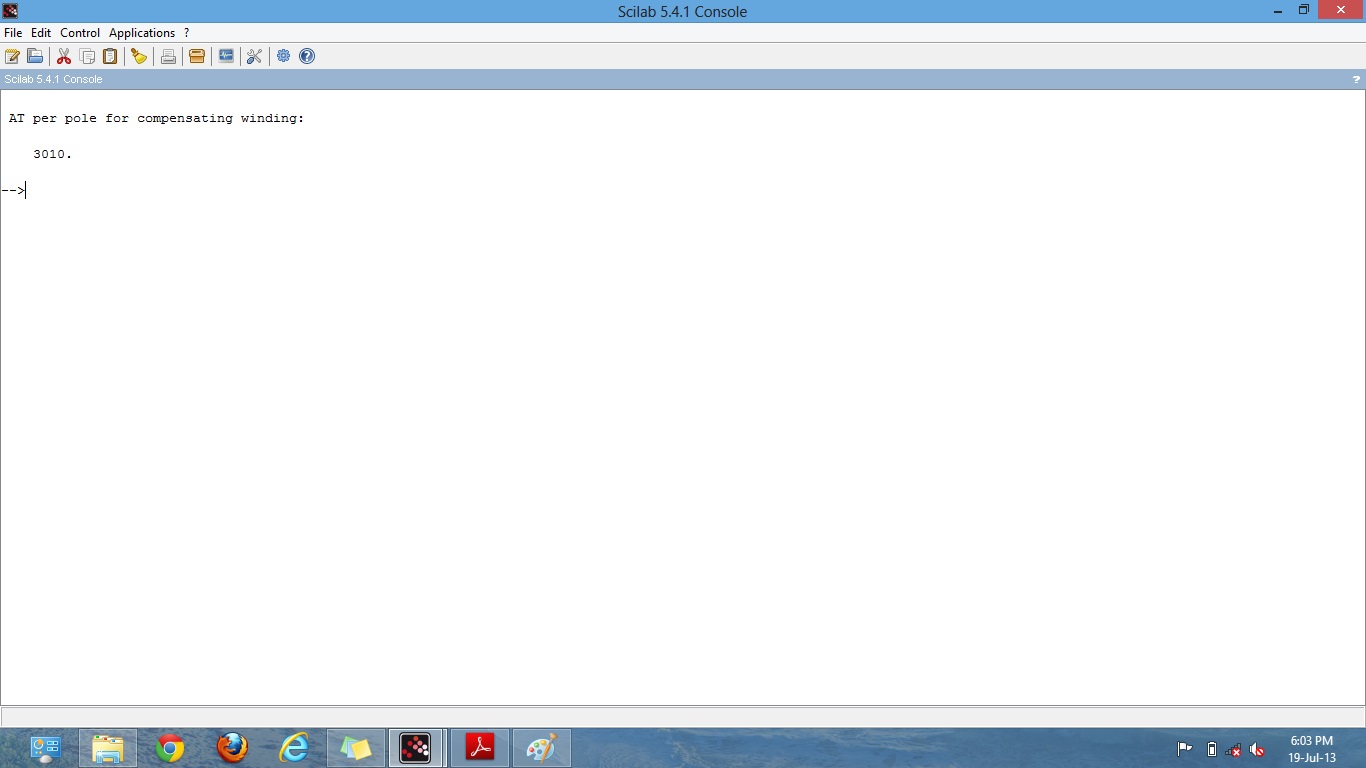 Scilab 5.4.1 Console
File Edit Control Applications ?
Scilab 5.4.1 Console ?
AT per pole for compensating winding:
3010.
-->
6:03 PM
19-Jul-13